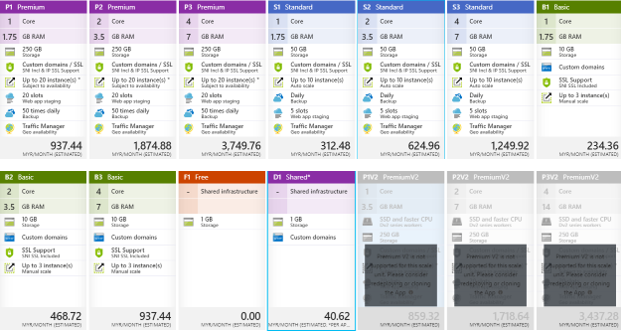 P1 Premium
1 Core
1.75 GB RAM
250 GB
Storage
Custom domains / SSL
SNI Incl & IP SSL Support
Up to 20 instance(s) *
Subject to availability
20 slots
Web app staging
50 times daily
Backup
Traffic Manager
Geo availability
937.44
MYR/MONTH (ESTIMATED)
P2 Premium
2 Core
3.5 GB RAM
250 GB
Storage
Custom domains / SSL
SNI Incl & IP SSL Support
Up to 20 instance(s) *
Subject to availability
20 slots
Web app staging
50 times daily
Backup
Traffic Manager
Geo availability
1,874.88
MYR/MONTH (ESTIMATED)
P3 Premium
4 Core
7 GB RAM
250 GB
Storage
Custom domains / SSL
SNI Incl & IP SSL Support
Up to 20 instance(s) *
Subject to availability
20 slots
Web app staging
50 times daily
Backup
Traffic Manager
Geo availability
3,749.76
MYR/MONTH (ESTIMATED)
S1 Standard
1 Core
1.75 GB RAM
50 GB
Storage
Custom domains / SSL
SNI Incl & IP SSL Support
Up to 10 instance(s)
Auto scale
Daily
Backup
5 slots
Web app staging
Traffic Manager
Geo availability
312.48
MYR/MONTH (ESTIMATED)
S2 Standard
2 Core
3.5 GB RAM
50 GB
Storage
Custom domains / SSL
SNI Incl & IP SSL Support
Up to 10 instance(s)
Auto scale
Daily
Backup
5 slots
Web app staging
Traffic Manager
Geo availability
624.96
MYR/MONTH (ESTIMATED)
S3 Standard
4 Core
7 GB RAM
50 GB
Storage
Custom domains / SSL
SNI Incl & IP SSL Support
Up to 10 instance(s)
Auto scale
Daily
Backup
5 slots
Web app staging
Traffic Manager
Geo availability
1,249.92
MYR/MONTH (ESTIMATED)
B1 Basic
1 Core
1.75 GB RAM
10 GB
Storage
Custom domains
SSL Support
SNI SSL Included
Up to 3 instance(s)
Manual scale
234.36
MYR/MONTH (ESTIMATED)
B2 Basic
2 Core
3.5 GB RAM
10 GB
Storage
Custom domains
SSL Support
SNI SSL Included
Up to 3 instance(s)
Manual scale
468.72
MYR/MONTH (ESTIMATED)
B3 Basic
4 Core
7 GB RAM
10 GB
Storage
Custom domains
SSL Support
SNI SSL Included
Up to 3 instance(s)
Manual scale
937.44
MYR/MONTH (ESTIMATED)
F1 Free
- Shared infrastructure
1 GB
Storage
0.00
MYR/MONTH (ESTIMATED)
D1 Shared*
- Shared infrastructure
1 GB
Storage
Custom domains
40.62
MYR/MONTH (ESTIMATED, *PER AP...
P1V2 PremiumV2
1 Core
3.5 GB RAM
SSD and faster CPU
Dv2 series workers
250 GB
Premium V2 is not
supported for this scale
unit. Please consider
redeploying or cloning
the App
859.32
MYR/MONTH (ESTIMATED)
P2V2 PremiumV2
2 Core
7 GB RAM
SSD and faster CPU
Dv2 series workers
250 GB
Premium V2 is not
supported for this scale
unit. Please consider
redeploying or cloning
the App
1,718.64
MYR/MONTH (ESTIMATED)
P3V2 PremiumV2
4 Core
14 GB RAM
SSD and faster CPU
Dv2 series workers
250 GB
Premium V2 is not
supported for this scale
unit. Please consider
redeploying or cloning
the App
3,437.28
MYR/MONTH (ESTIMATED)